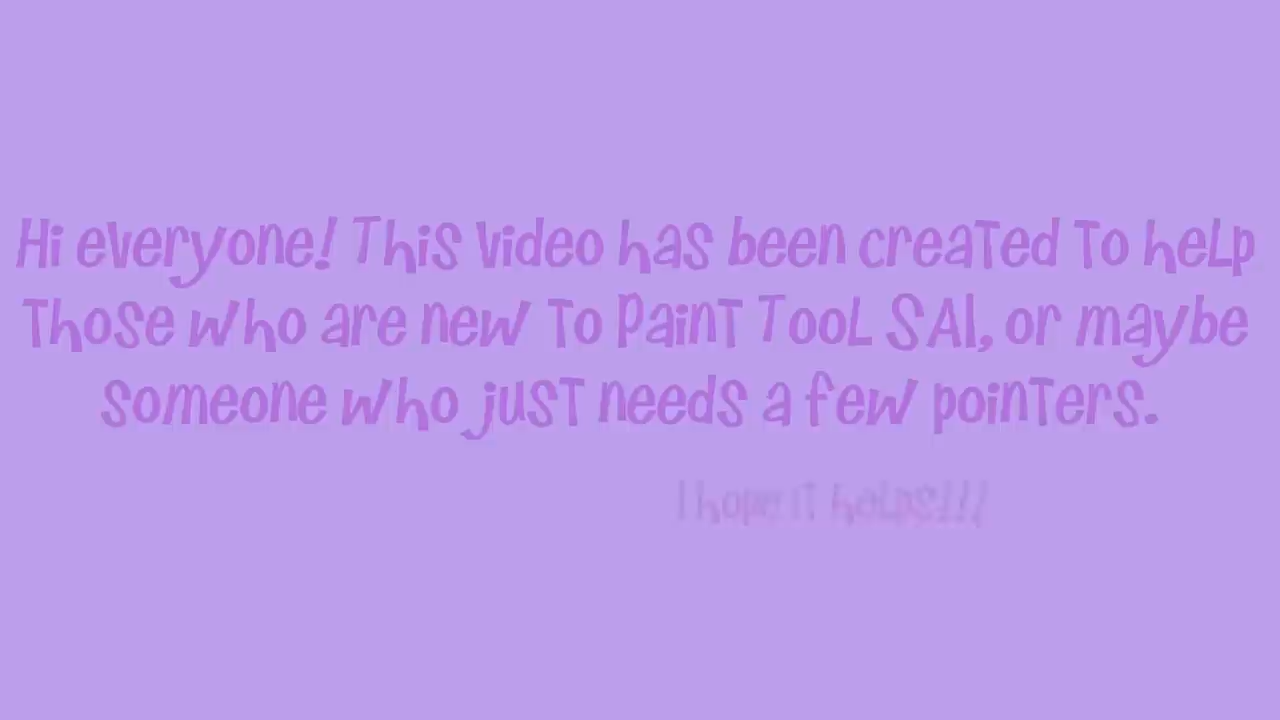 Hi everyone! This video has been created to help
those who are new to Paint Tool SAI, or maybe
someone who just needs a few pointers.
I hope it helps!!!